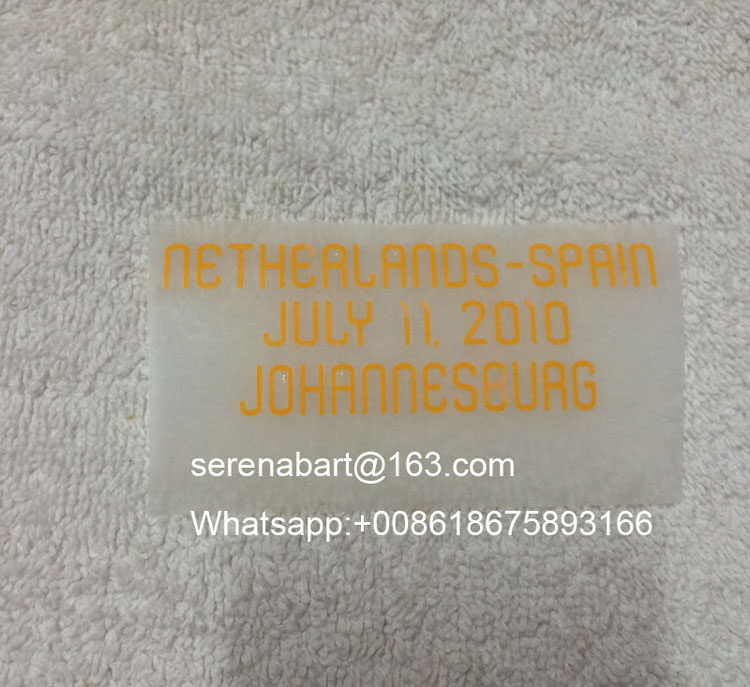 NETHERLANDS-SPAIN
JULY 11, 2010
JOHANNESBURG
serenabart@163.com
Whatsapp:+008618675893166